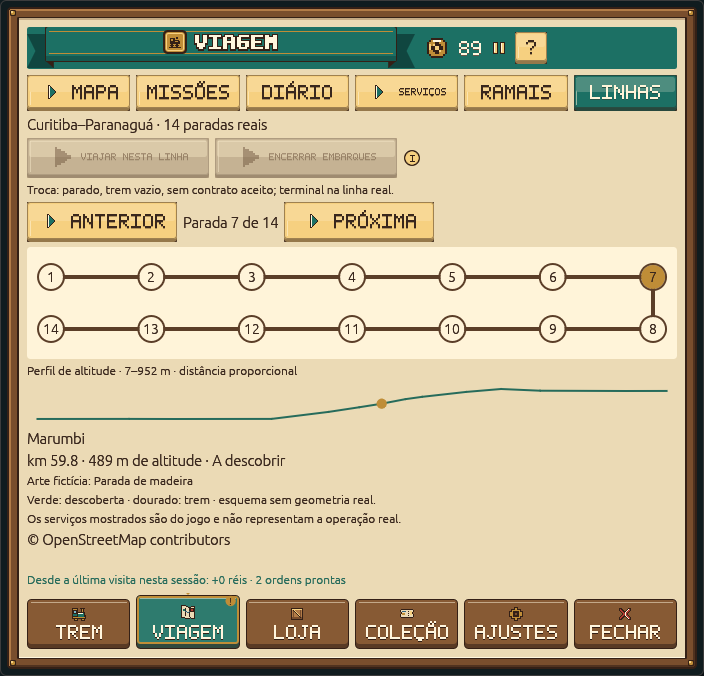 VIAGEM
89
?
MAPA MISSÕES DIÁRIO SERVIÇOS RAMAIS LINHAS
Curitiba–Paranaguá · 14 paradas reais
VIAJAR NESTA LINHA ENCERRAR EMBARQUES I
Troca: parado, trem vazio, sem contrato aceito; terminal na linha real.
ANTERIOR Parada 7 de 14 PRÓXIMA
1 2 3 4 5 6 7
14 13 12 11 10 9 8
Perfil de altitude · 7–952 m · distância proporcional
Marumbi
km 59.8 · 489 m de altitude · A descobrir
Arte fictícia: Parada de madeira
Verde: descoberta · dourado: trem · esquema sem geometria real.
Os serviços mostrados são do jogo e não representam a operação real.
© OpenStreetMap contributors
Desde a última visita nesta sessão: +0 réis · 2 ordens prontas
!
TREM VIAGEM LOJA COLEÇÃO AJUSTES FECHAR